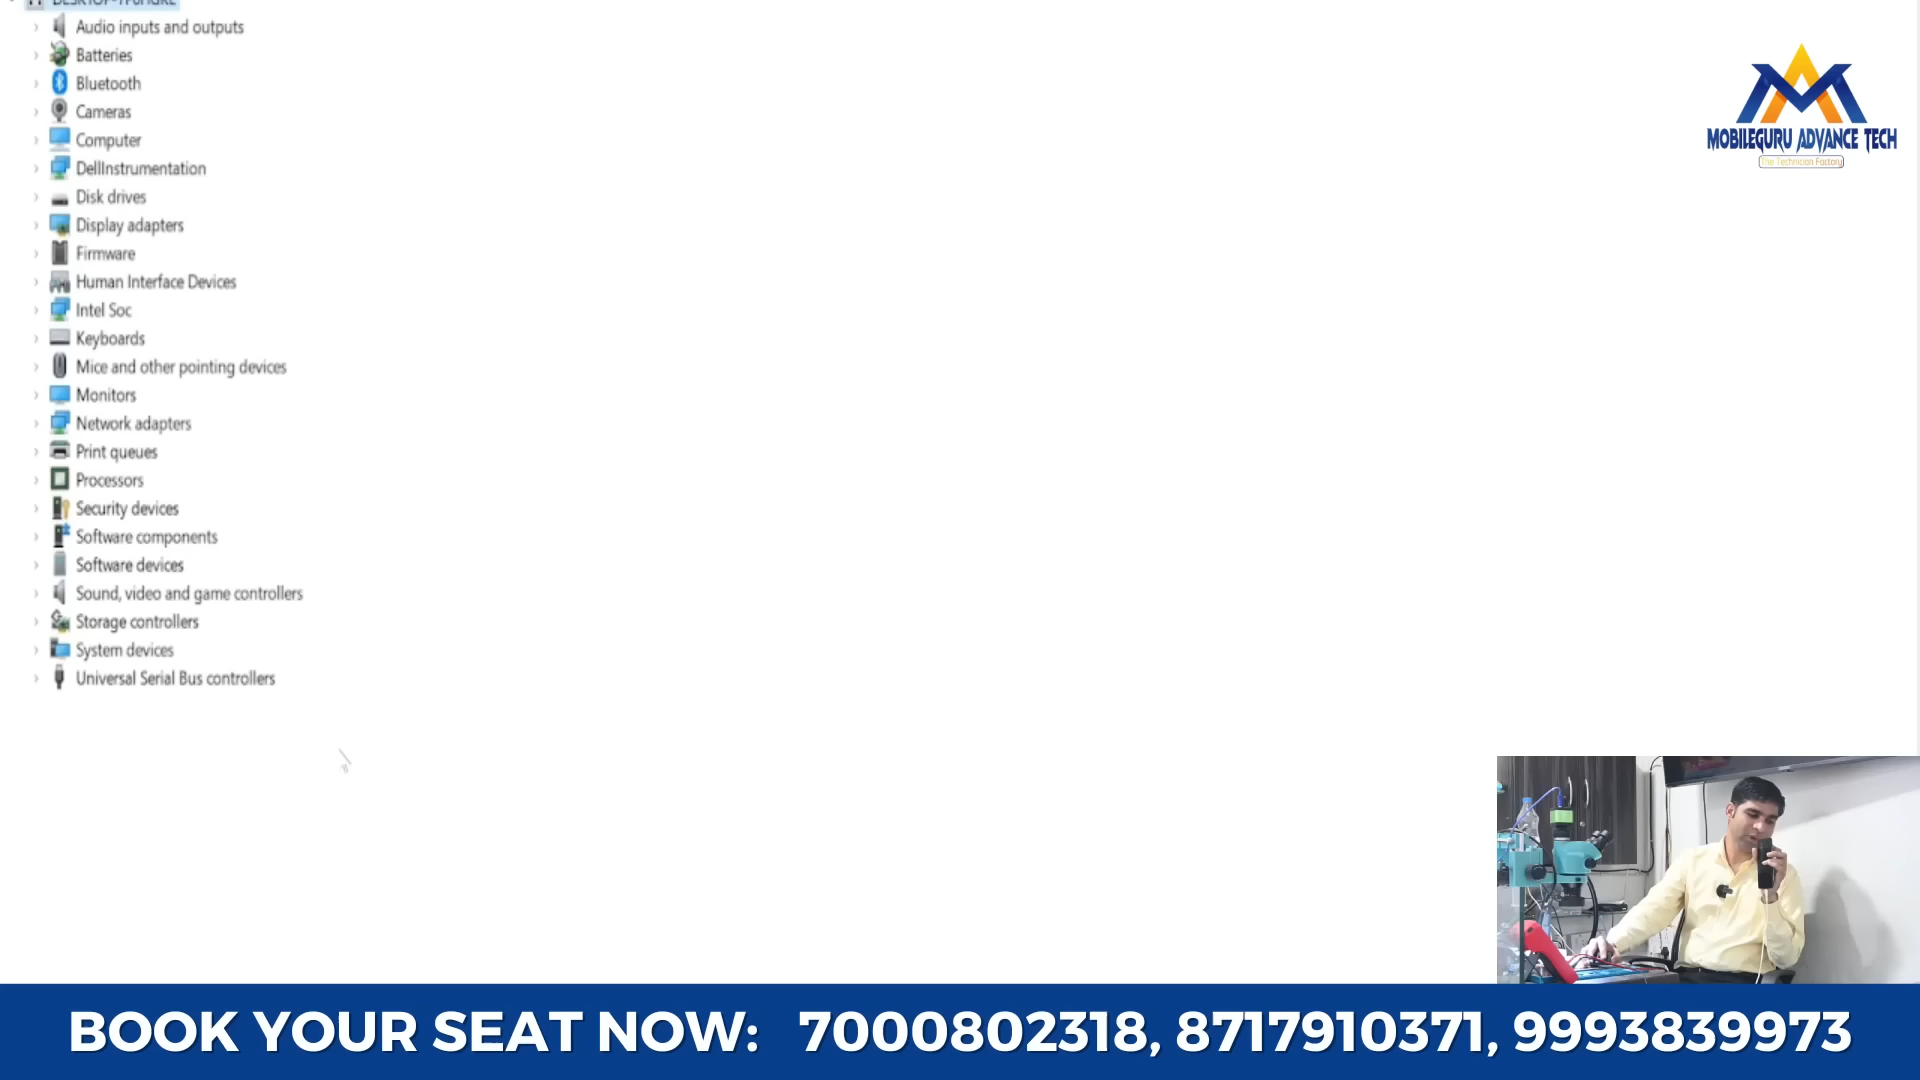 Audio inputs and outputs
Batteries
Bluetooth
Cameras
Computer
DellInstrumentation
Disk drives
Display adapters
Firmware
Human Interface Devices
Intel Soc
Keyboards
Mice and other pointing devices
Monitors
Network adapters
Print queues
Processors
Security devices
Software components
Software devices
Sound, video and game controllers
Storage controllers
System devices
Universal Serial Bus controllers
MOBILEGURU ADVANCE TECH
The Technician Factory
BOOK YOUR SEAT NOW: 7000802318, 8717910371, 9993839973